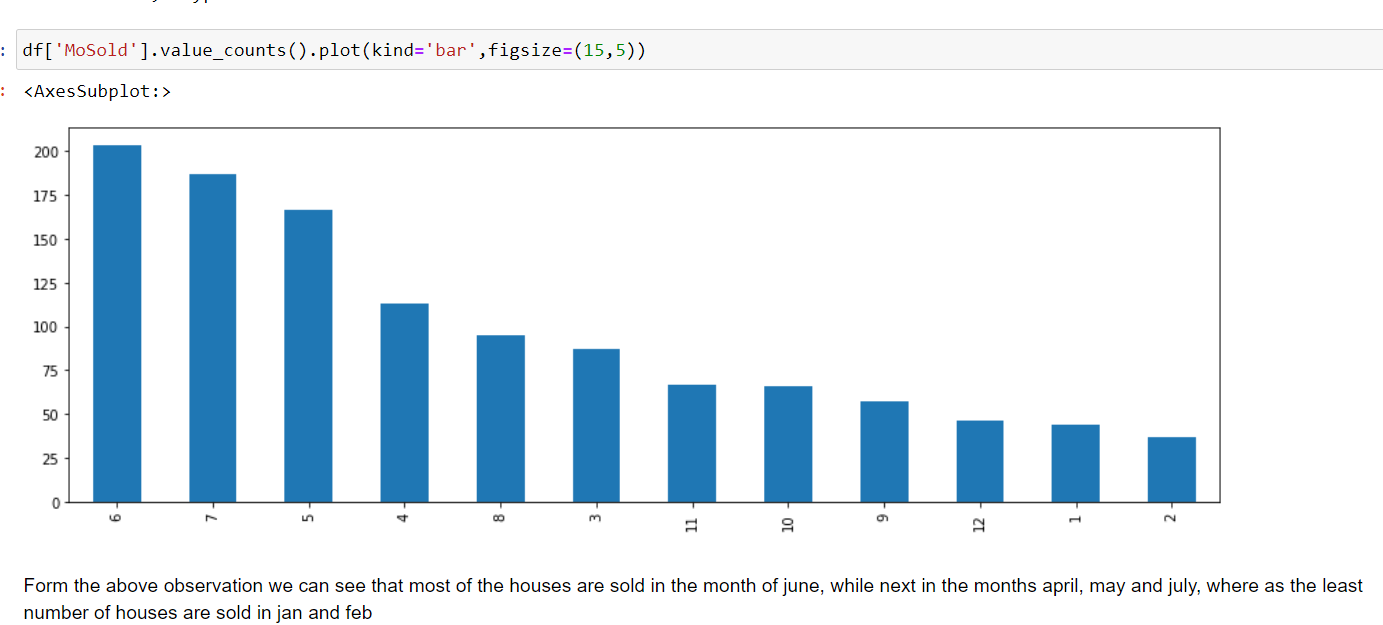 : df['MoSold'].value_counts().plot(kind='bar',figsize=(15,5))
: <AxesSubplot:>
200
175
150
125
100
75
50
25
0
6 7 5 4 8 3 11 10 9 12 1 2
Form the above observation we can see that most of the houses are sold in the month of june, while next in the months april, may and july, where as the least
number of houses are sold in jan and feb